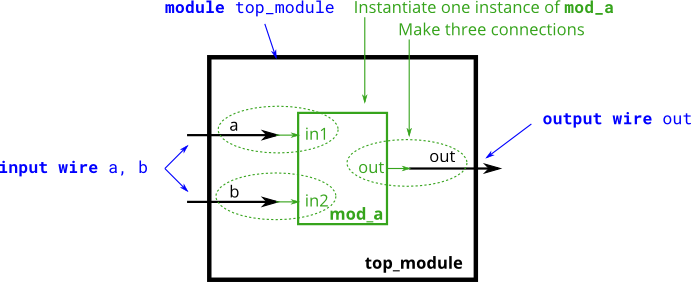 module top_module
Instantiate one instance of mod_a
Make three connections
a
in1
output wire out
out
out
input wire a, b
b
in2
mod_a
top_module